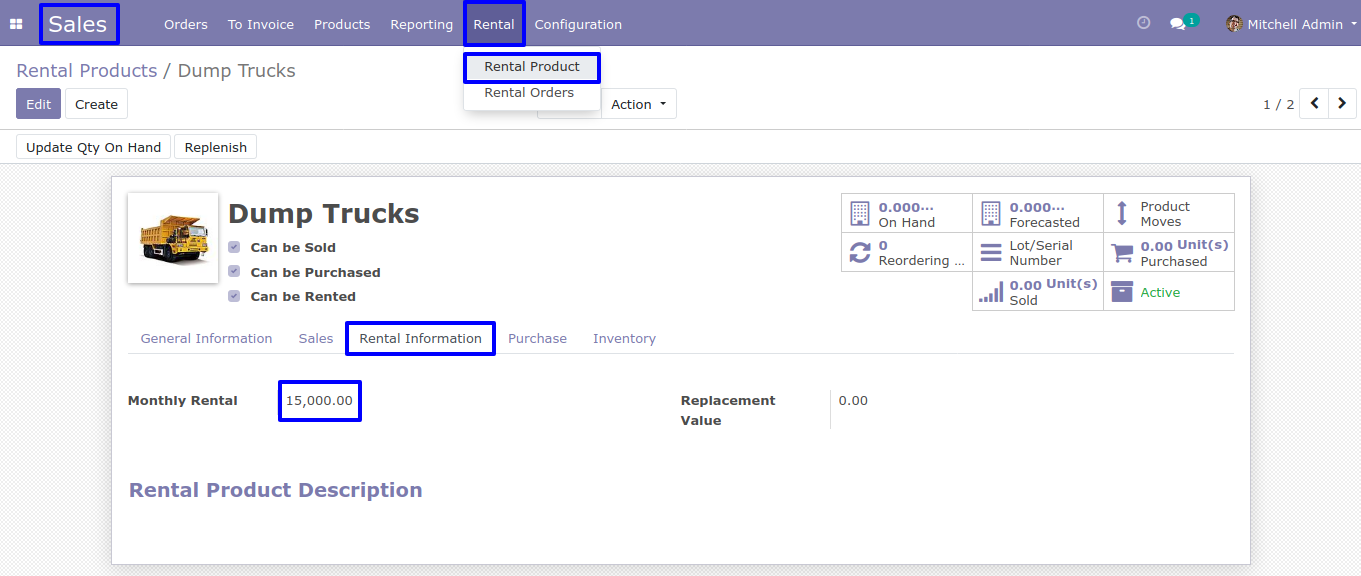 Sales Orders To Invoice Products Reporting Rental Configuration 1 Mitchell Admin
Rental Product
Rental Orders
Rental Products / Dump Trucks
Edit Create Action 1 / 2
Update Qty On Hand Replenish
Dump Trucks
Can be Sold
Can be Purchased
Can be Rented
0.000...
On Hand
0.000...
Forecasted
Product
Moves
0
Reordering ...
Lot/Serial
Number
0.00 Unit(s)
Purchased
0.00 Unit(s)
Sold
Active
General Information Sales Rental Information Purchase Inventory
Monthly Rental 15,000.00
Replacement
Value
0.00
Rental Product Description